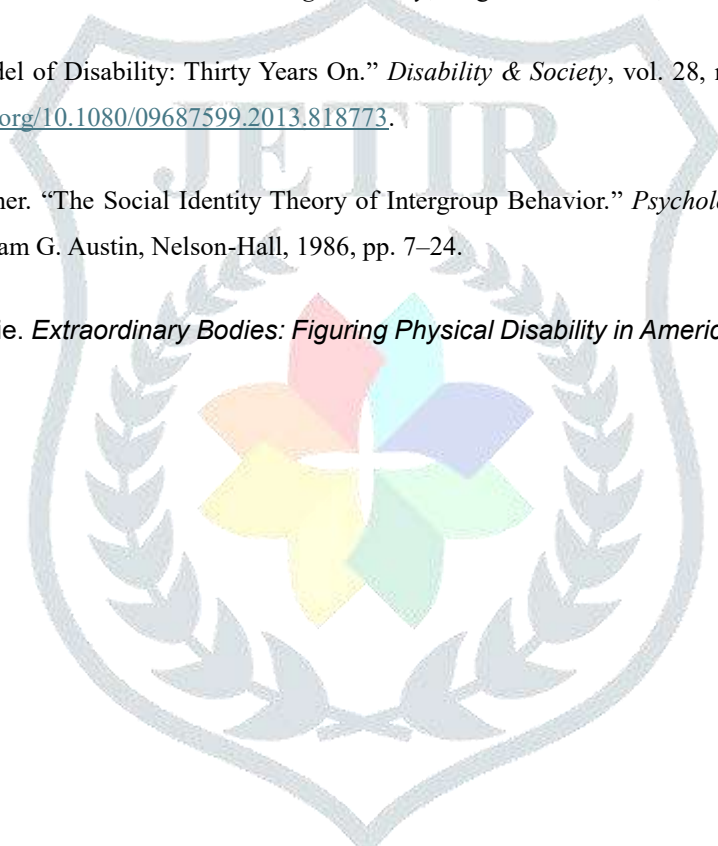 del of Disability: Thirty Years On.” Disability & Society, vol. 28, n
org/10.1080/09687599.2013.818773.
JETIR
ner. “The Social Identity Theory of Intergroup Behavior.” Psychol
am G. Austin, Nelson-Hall, 1986, pp. 7–24.
ie. Extraordinary Bodies: Figuring Physical Disability in Americ